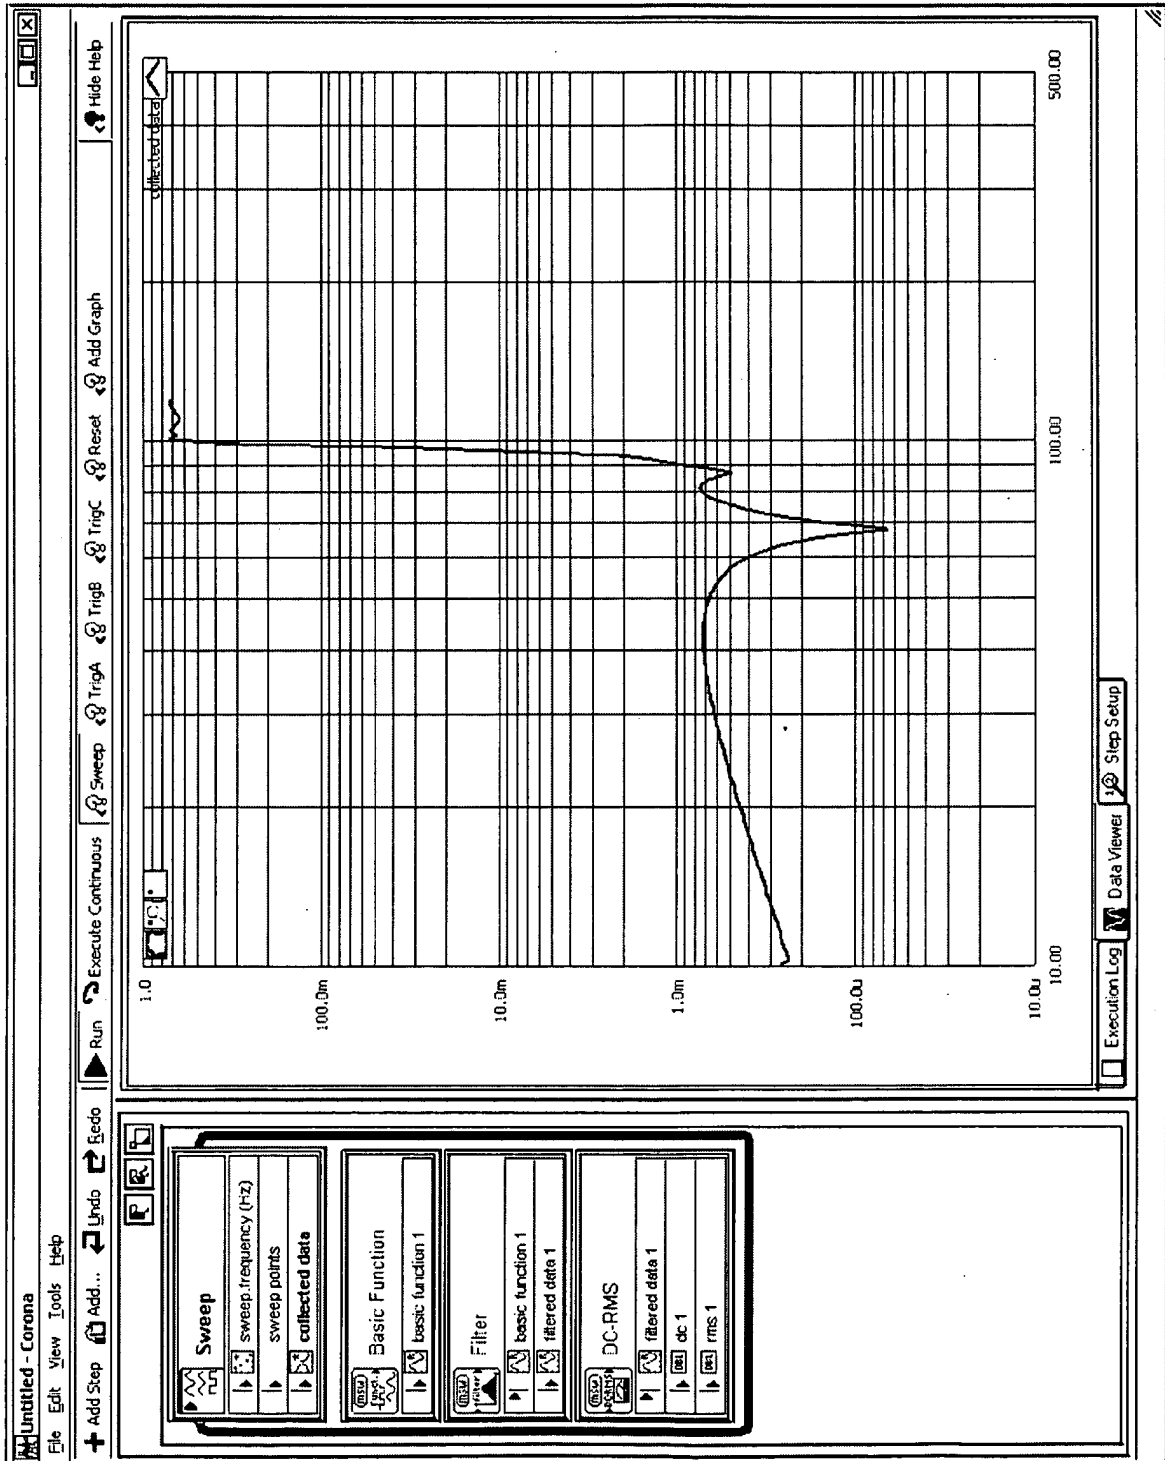 Untitled - Corona
File Edit View Tools Help
Add Step Add... Undo Redo Run Execute Continuous Sweep TrigA TrigB TrigC Reset Add Graph Hide Help
Sweep
sweep.frequency (Hz)
sweep points
collected data
Basic Function
basic function 1
Filter
basic function 1
filtered data 1
DC-RMS
filtered data 1
dc 1
rms 1
collected data
1.0
100.0m
10.0m
1.0m
100.0u
10.0u
10.00 100.00 500.00
Execution Log Data Viewer Step Setup